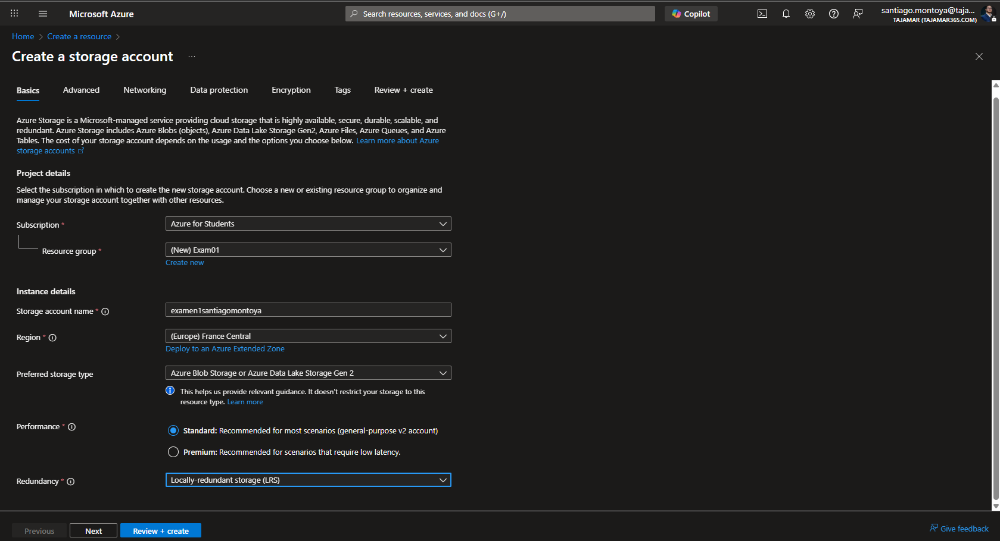 Microsoft Azure
Search resources, services, and docs (G+/)
Copilot
santiago.montoya@taja...
TAJAMAR (TAJAMAR365.COM)
Home > Create a resource >
Create a storage account ...
Basics Advanced Networking Data protection Encryption Tags Review + create
Azure Storage is a Microsoft-managed service providing cloud storage that is highly available, secure, durable, scalable, and
redundant. Azure Storage includes Azure Blobs (objects), Azure Data Lake Storage Gen2, Azure Files, Azure Queues, and Azure
Tables. The cost of your storage account depends on the usage and the options you choose below. Learn more about Azure
storage accounts
Project details
Select the subscription in which to create the new storage account. Choose a new or existing resource group to organize and
manage your storage account together with other resources.
Subscription * Azure for Students
Resource group * (New) Exam01
Create new
Instance details
Storage account name * examen1santiagomontoya
Region * (Europe) France Central
Deploy to an Azure Extended Zone
Preferred storage type Azure Blob Storage or Azure Data Lake Storage Gen 2
This helps us provide relevant guidance. It doesn't restrict your storage to this
resource type. Learn more
Performance * Standard: Recommended for most scenarios (general-purpose v2 account)
Premium: Recommended for scenarios that require low latency.
Redundancy * Locally-redundant storage (LRS)
Previous Next Review + create Give feedback